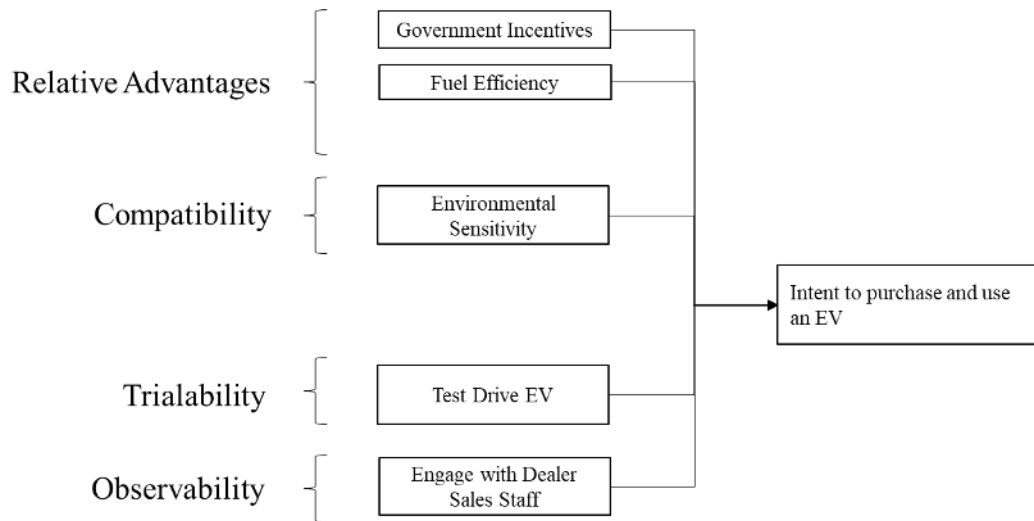 Government Incentives
Relative Advantages
Fuel Efficiency
Compatibility
Environmental
Sensitivity
Intent to purchase and use
an EV
Trialability
Test Drive EV
Observability
Engage with Dealer
Sales Staff